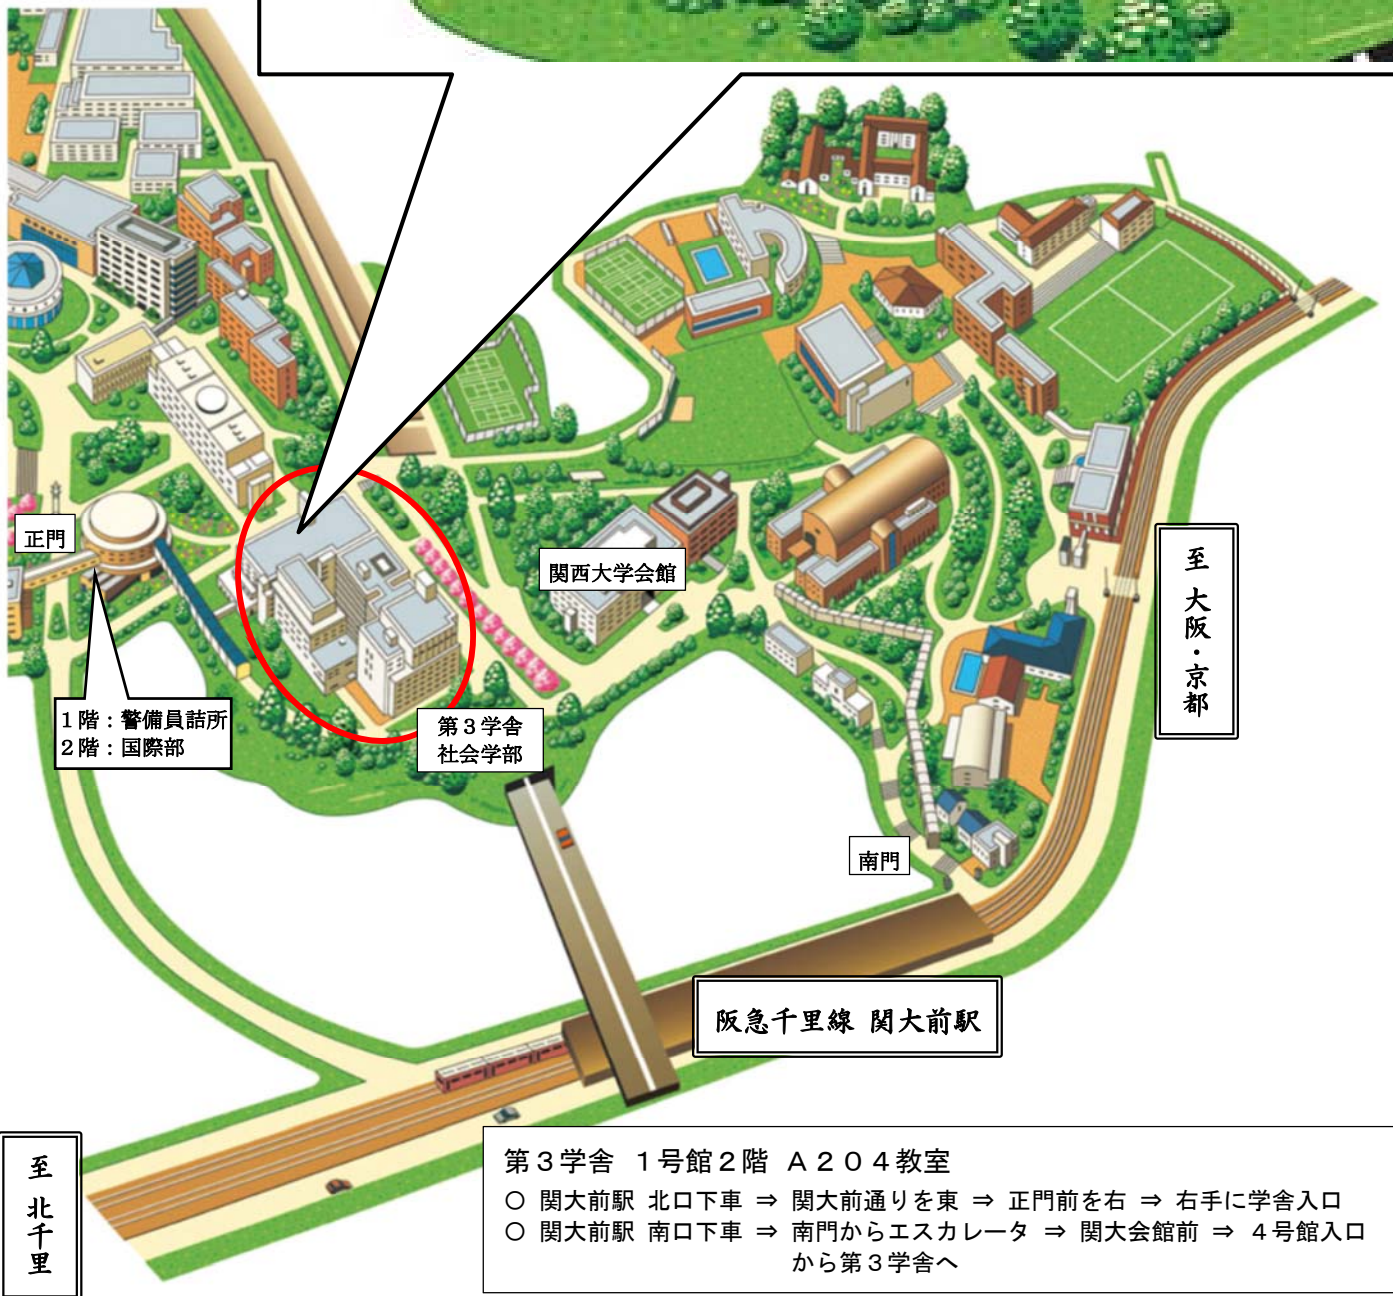 正門
関西大学会館
至 大阪・京都
1階：警備員詰所
2階：国際部
第３学舎
社会学部
南門
阪急千里線 関大前駅
至 北千里
第３学舎 １号館２階 Ａ２０４教室
○ 関大前駅 北口下車 ⇒ 関大前通りを東 ⇒ 正門前を右 ⇒ 右手に学舎入口
○ 関大前駅 南口下車 ⇒ 南門からエスカレータ ⇒ 関大会館前 ⇒ ４号館入口
から第３学舎へ